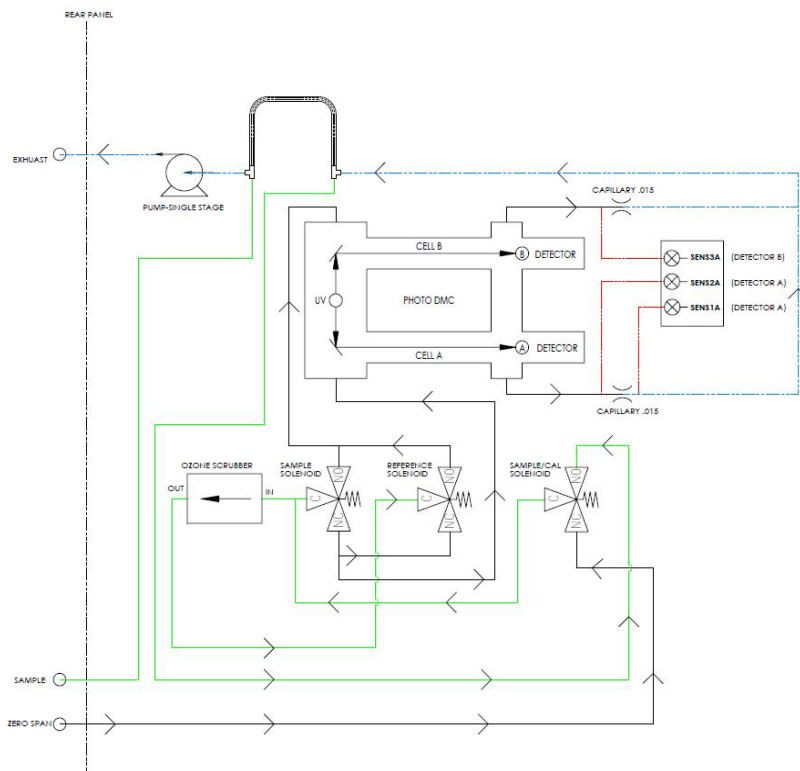 REAR PANEL
EXHUAST
PUMP-SINGLE STAGE
CAPILLARY .015
CELL B
B DETECTOR
SENS3A (DETECTOR B)
SENS2A (DETECTOR A)
SENS1A (DETECTOR A)
UV
PHOTO DMC
A DETECTOR
CELL A
CAPILLARY .015
OZONE SCRUBBER
SAMPLE
SOLENOID
REFERENCE
SOLENOID
SAMPLE/CAL
SOLENOID
OUT IN
C NO NC
C NO NC
C NO NC
SAMPLE
ZERO SPAN